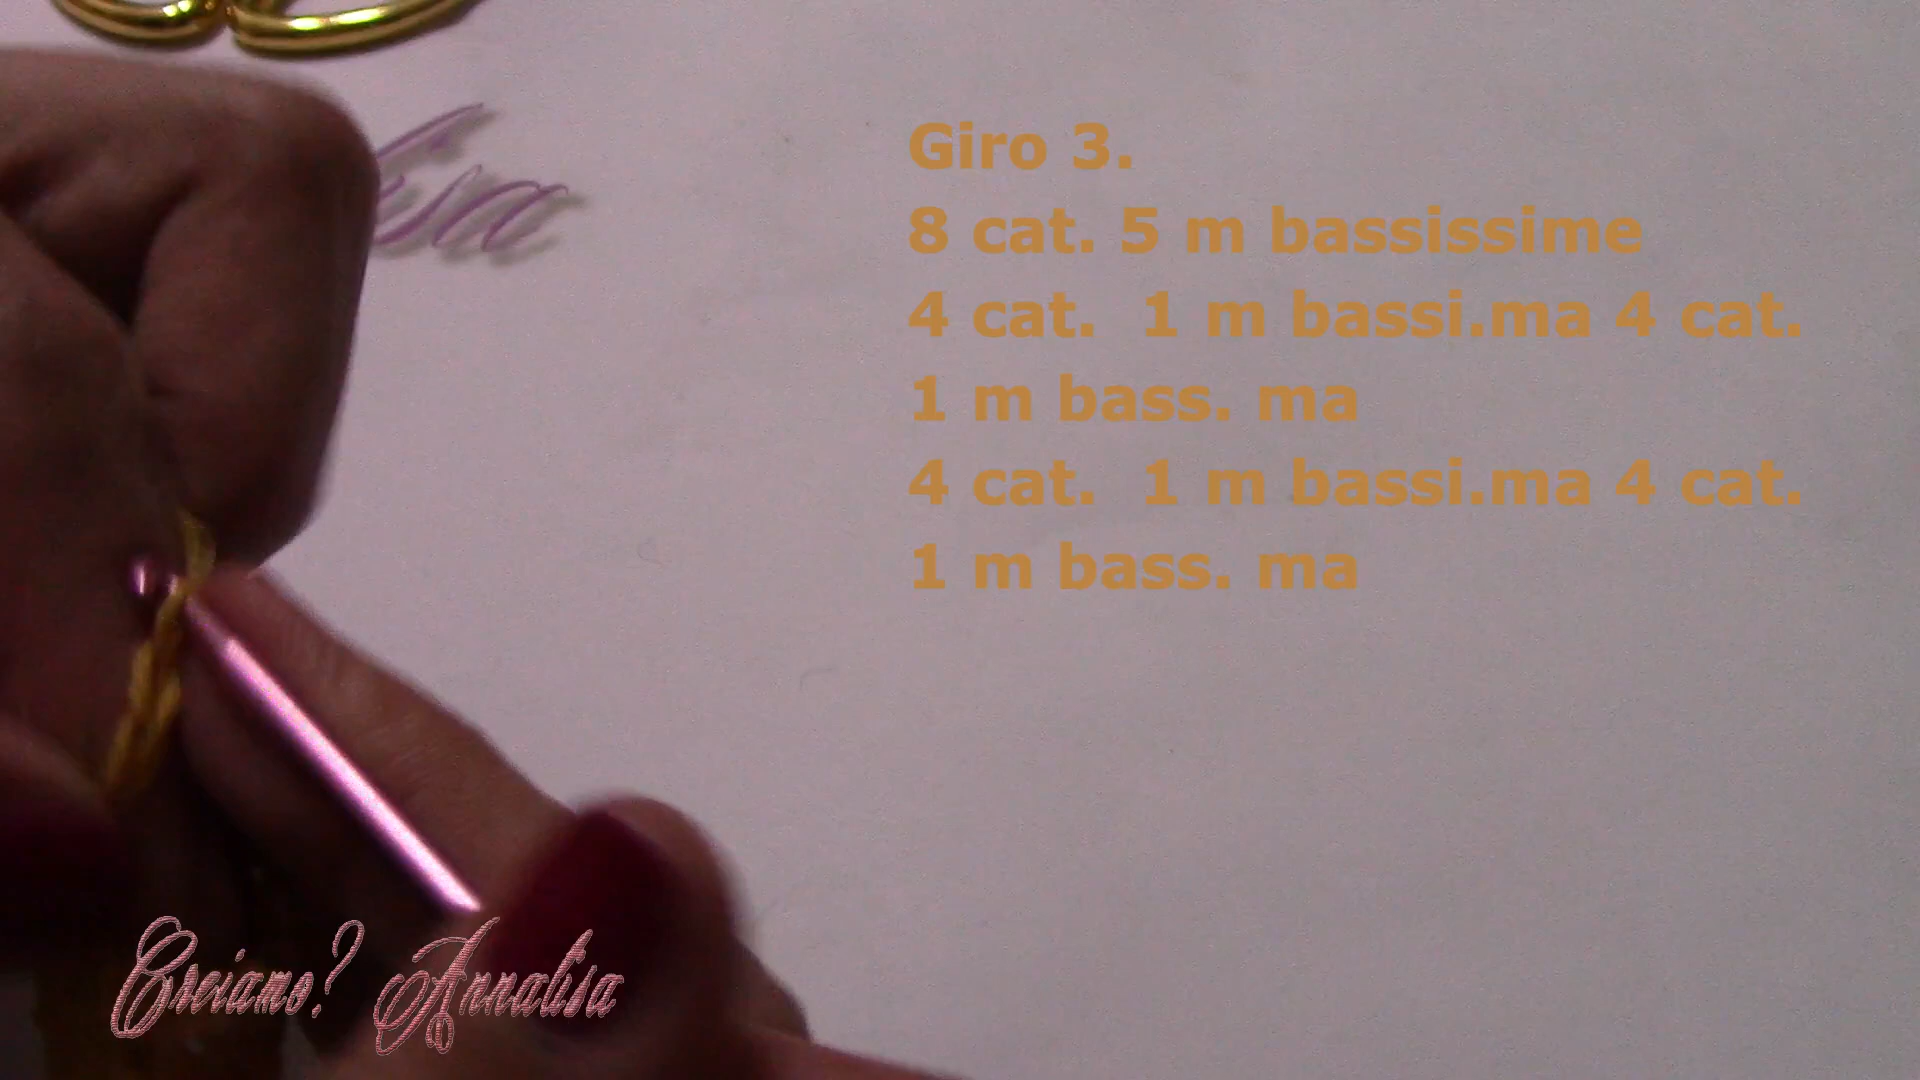 isa
Giro 3.
8 cat. 5 m bassissime
4 cat. 1 m bassi.ma 4 cat.
1 m bass. ma
4 cat. 1 m bassi.ma 4 cat.
1 m bass. ma
Creiamo? Annalisa